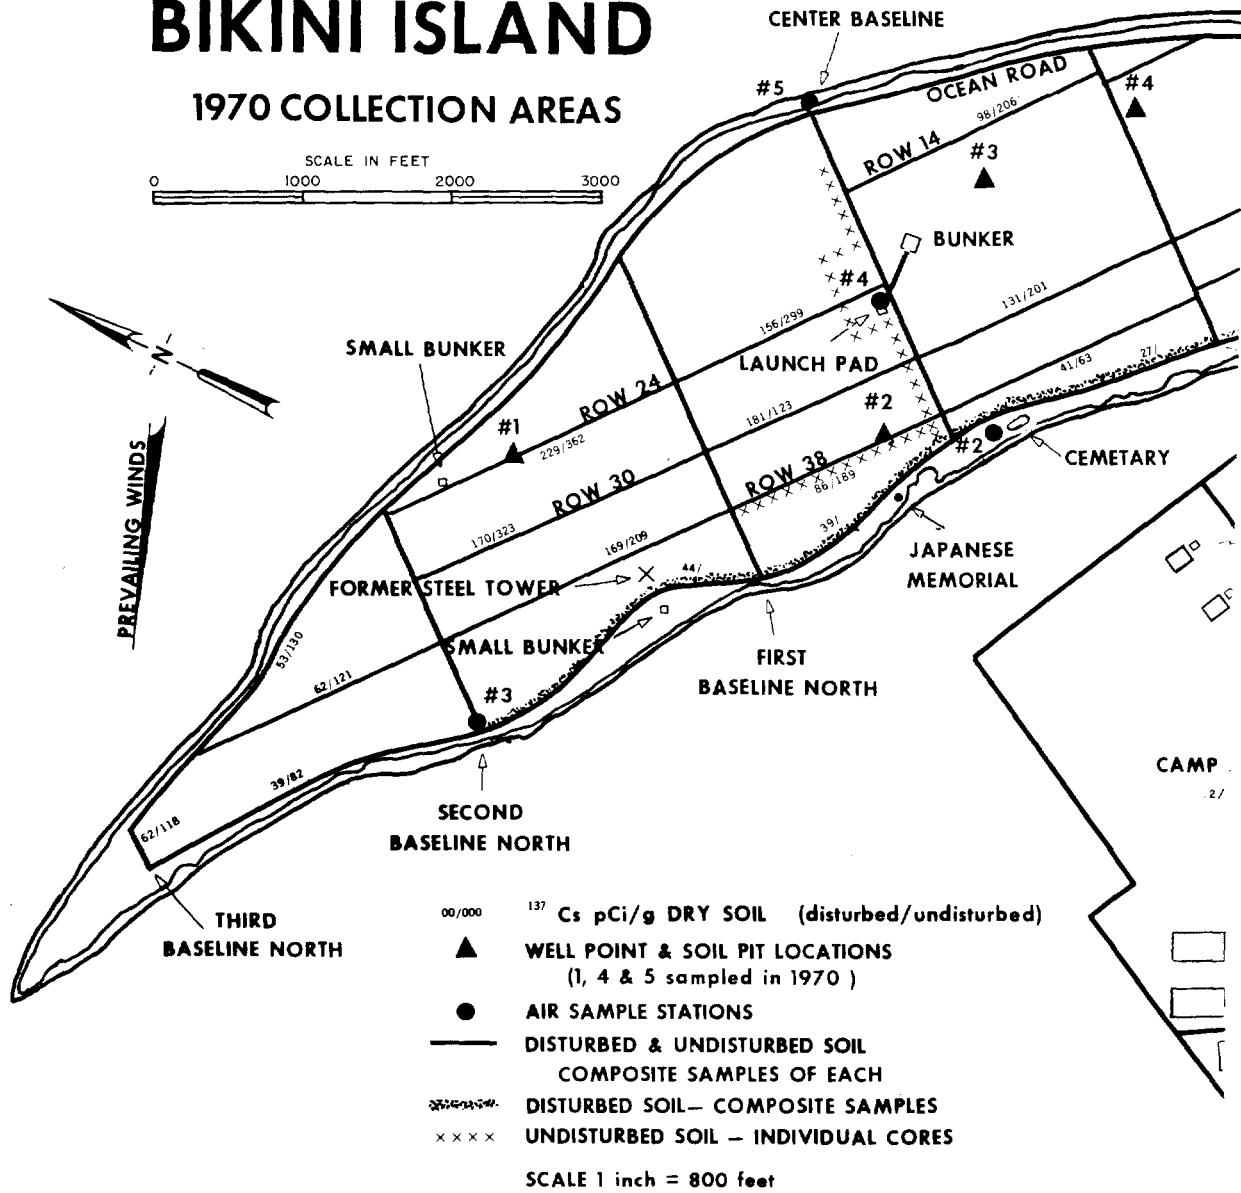 BIKINI ISLAND
1970 COLLECTION AREAS
SCALE IN FEET
0 1000 2000 3000
CENTER BASELINE
#5
OCEAN ROAD
98/206
#4
ROW 14
#3
BUNKER
#4
131/201
156/299
LAUNCH PAD
41/63
27/
N
PREVAILING WINDS
SMALL BUNKER
#1
ROW 24
229/362
181/123
#2
#2
CEMETARY
ROW 30
ROW 38
86/189
170/323
169/209
39/
JAPANESE
MEMORIAL
FORMER STEEL TOWER
44/
SMALL BUNKER
53/130
62/121
FIRST
BASELINE NORTH
#3
39/82
62/118
SECOND
BASELINE NORTH
THIRD
BASELINE NORTH
CAMP
2/
00/000 137 Cs pCi/g DRY SOIL (disturbed/undisturbed)
WELL POINT & SOIL PIT LOCATIONS
(1, 4 & 5 sampled in 1970 )
AIR SAMPLE STATIONS
DISTURBED & UNDISTURBED SOIL
COMPOSITE SAMPLES OF EACH
DISTURBED SOIL— COMPOSITE SAMPLES
x x x x UNDISTURBED SOIL — INDIVIDUAL CORES
SCALE 1 inch = 800 feet